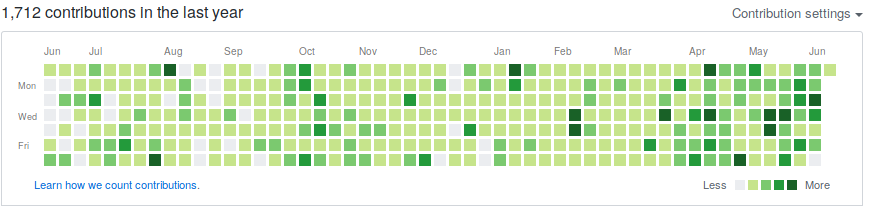 1,712 contributions in the last year
Contribution settings
Jun Jul Aug Sep Oct Nov Dec Jan Feb Mar Apr May Jun
Mon
Wed
Fri
Learn how we count contributions.
Less More